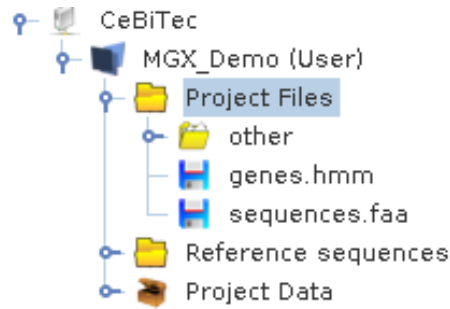 CeBiTec
MGX_Demo (User)
Project Files
other
genes.hmm
sequences.faa
Reference sequences
Project Data